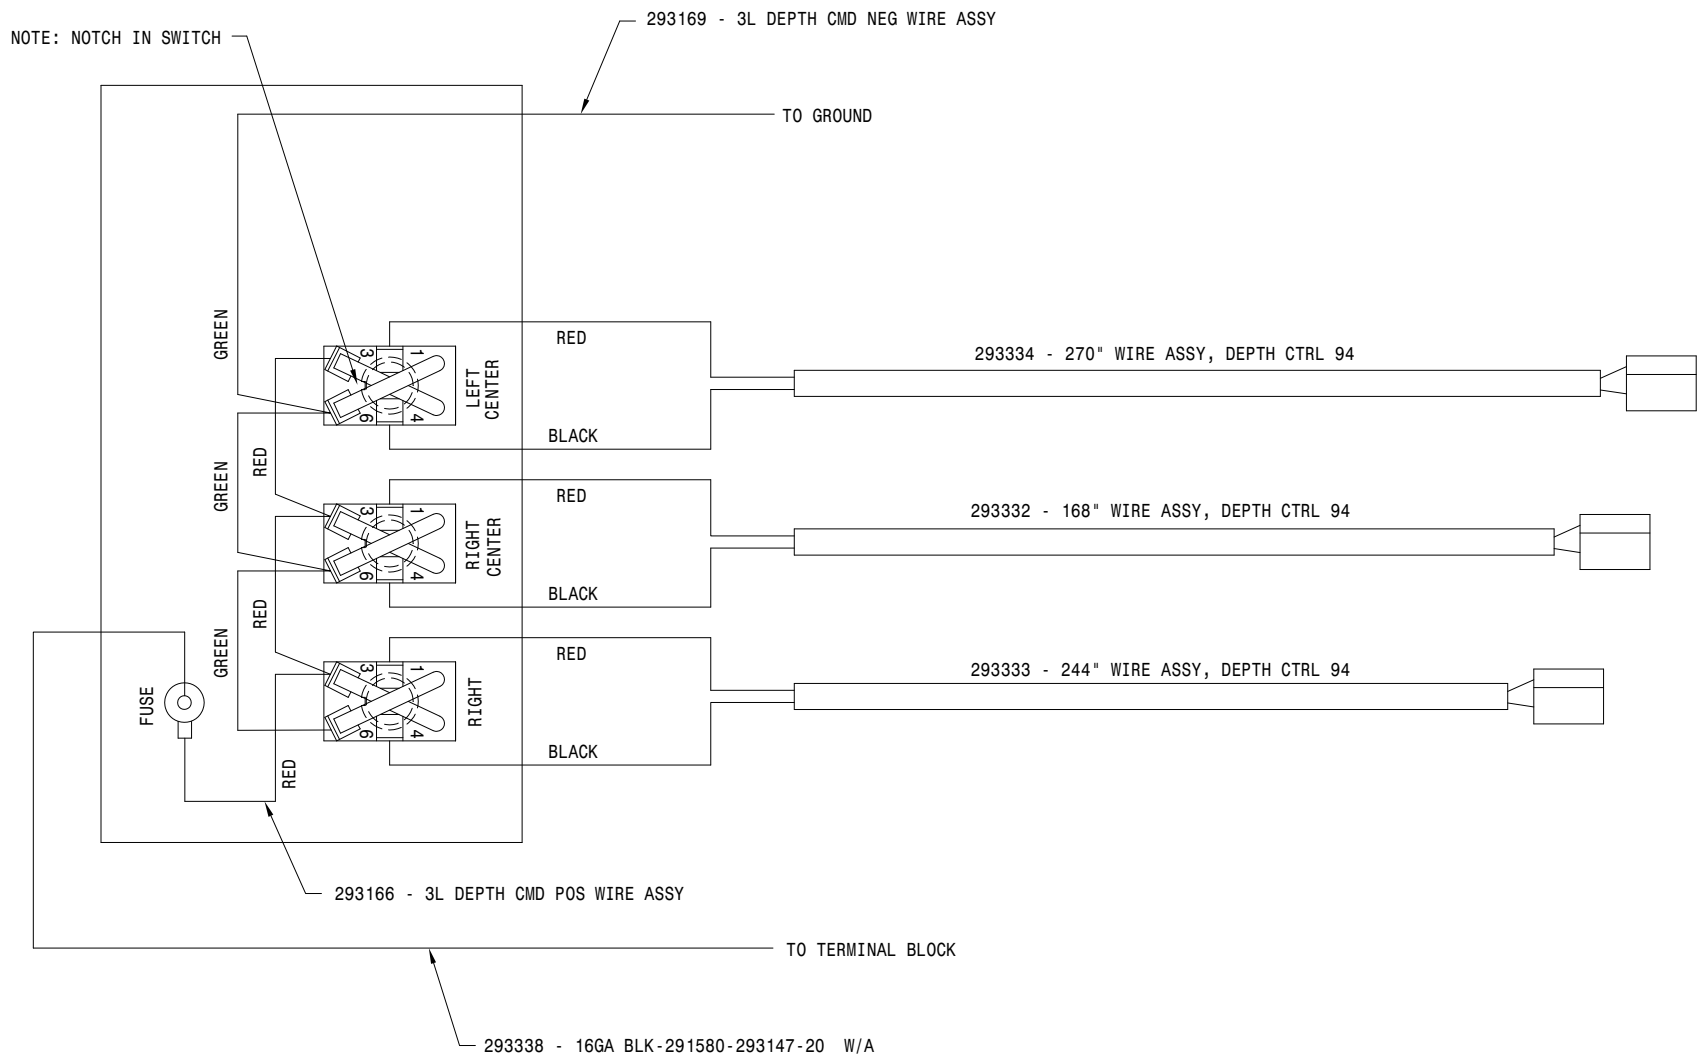 293169 - 3L DEPTH CMD NEG WIRE ASSY
NOTE: NOTCH IN SWITCH
TO GROUND
GREEN
RED
3
1
6
4
LEFT
CENTER
293334 - 270" WIRE ASSY, DEPTH CTRL 94
BLACK
RED
GREEN
RED
3
1
6
4
RIGHT
CENTER
293332 - 168" WIRE ASSY, DEPTH CTRL 94
BLACK
RED
GREEN
RED
3
1
6
4
RIGHT
293333 - 244" WIRE ASSY, DEPTH CTRL 94
FUSE
BLACK
RED
293166 - 3L DEPTH CMD POS WIRE ASSY
TO TERMINAL BLOCK
293338 - 16GA BLK-291580-293147-20 W/A